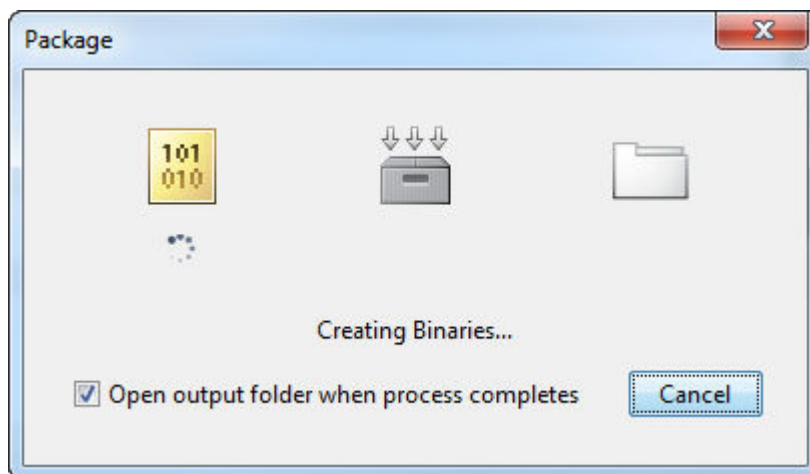 Package
101
010
Creating Binaries...
Open output folder when process completes
Cancel